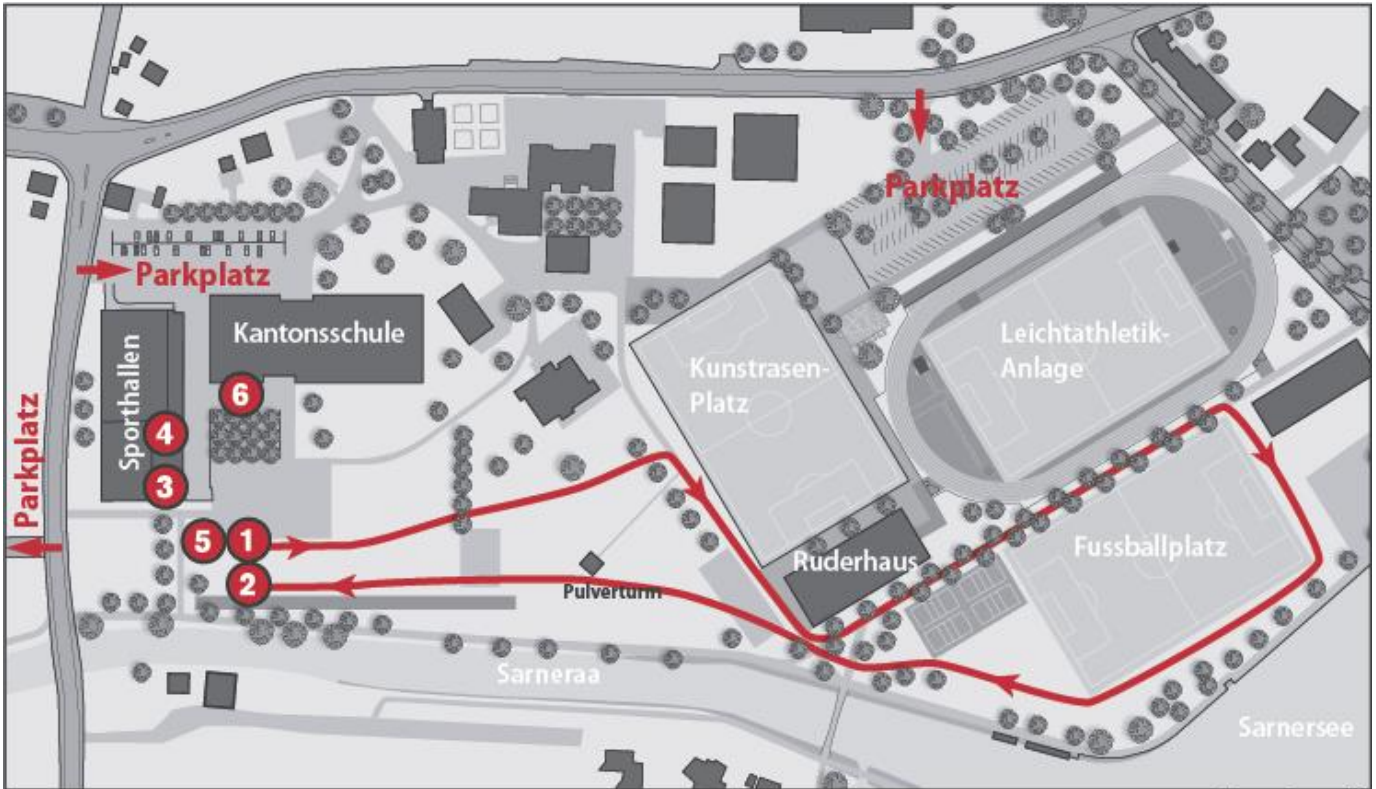 Parkplatz
Parkplatz
Kantonsschule
Leichtathletik-
Anlage
Kunstrasen-
Platz
6
Sporthallen
4
Parkplatz
3
5
1
Fussballplatz
Ruderhaus
2
Pulverturm
Sarneraa
Sarnersee